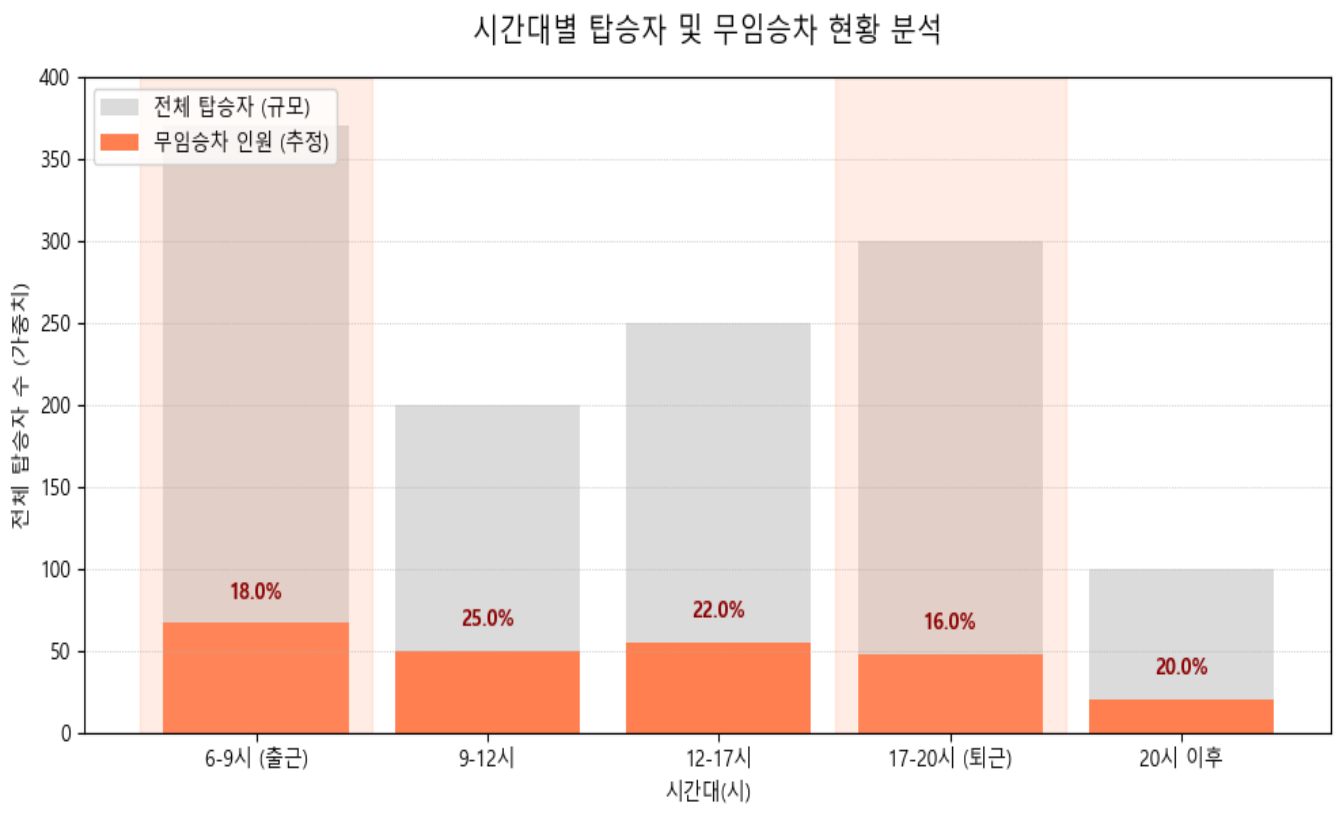 시간대별 탑승자 및 무임승차 현황 분석
전체 탑승자 (규모)
무임승차 인원 (추정)
전체 탑승자 수 (가중치)
400
350
300
250
200
150
100
50
0
18.0%
25.0%
22.0%
16.0%
20.0%
6-9시 (출근)
9-12시
12-17시
17-20시 (퇴근)
20시 이후
시간대(시)